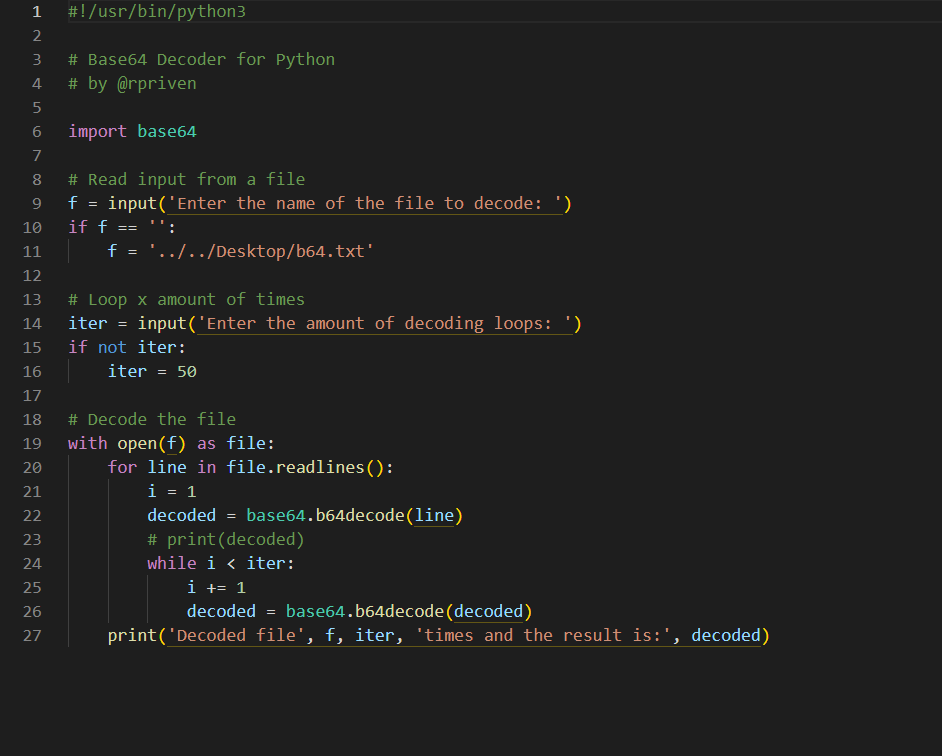 1 #!/usr/bin/python3
2
3 # Base64 Decoder for Python
4 # by @rpriven
5
6 import base64
7
8 # Read input from a file
9 f = input('Enter the name of the file to decode: ')
10 if f == '':
11     f = '../../Desktop/b64.txt'
12
13 # Loop x amount of times
14 iter = input('Enter the amount of decoding loops: ')
15 if not iter:
16     iter = 50
17
18 # Decode the file
19 with open(f) as file:
20     for line in file.readlines():
21         i = 1
22         decoded = base64.b64decode(line)
23         # print(decoded)
24         while i < iter:
25             i += 1
26             decoded = base64.b64decode(decoded)
27     print('Decoded file', f, iter, 'times and the result is:', decoded)